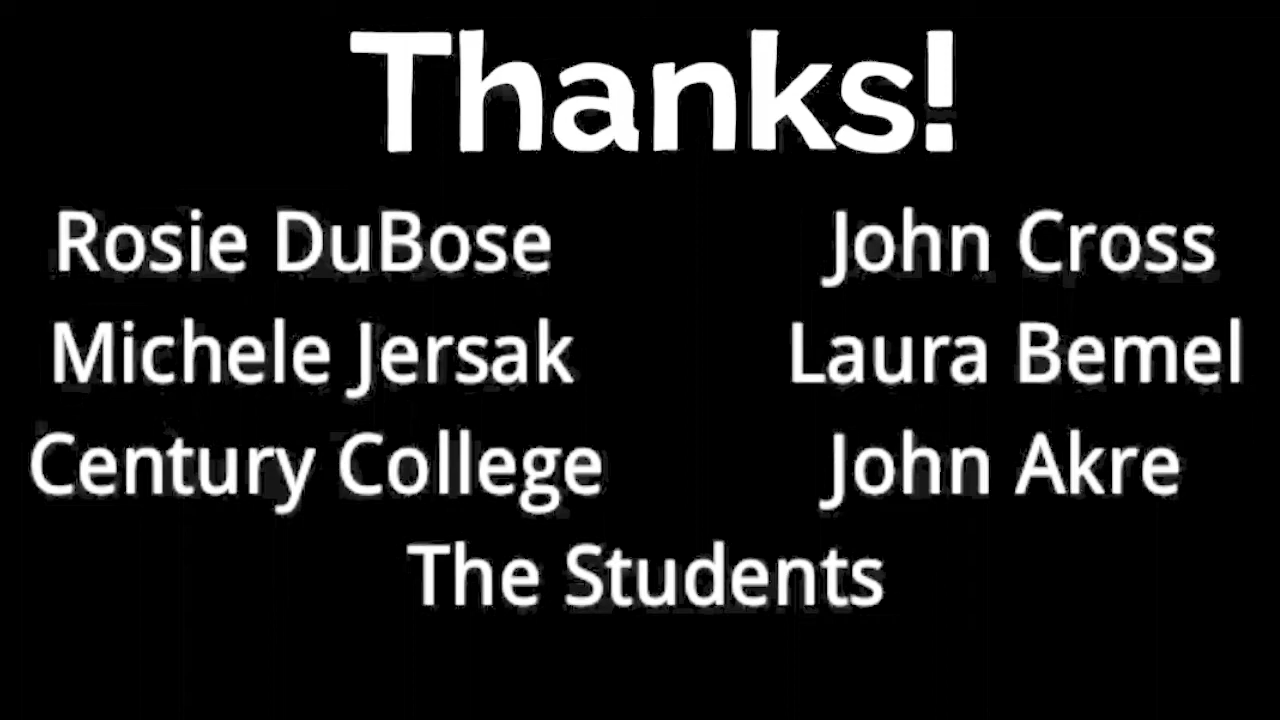 Thanks!
Rosie DuBose John Cross
Michele Jersak Laura Bemel
Century College John Akre
The Students